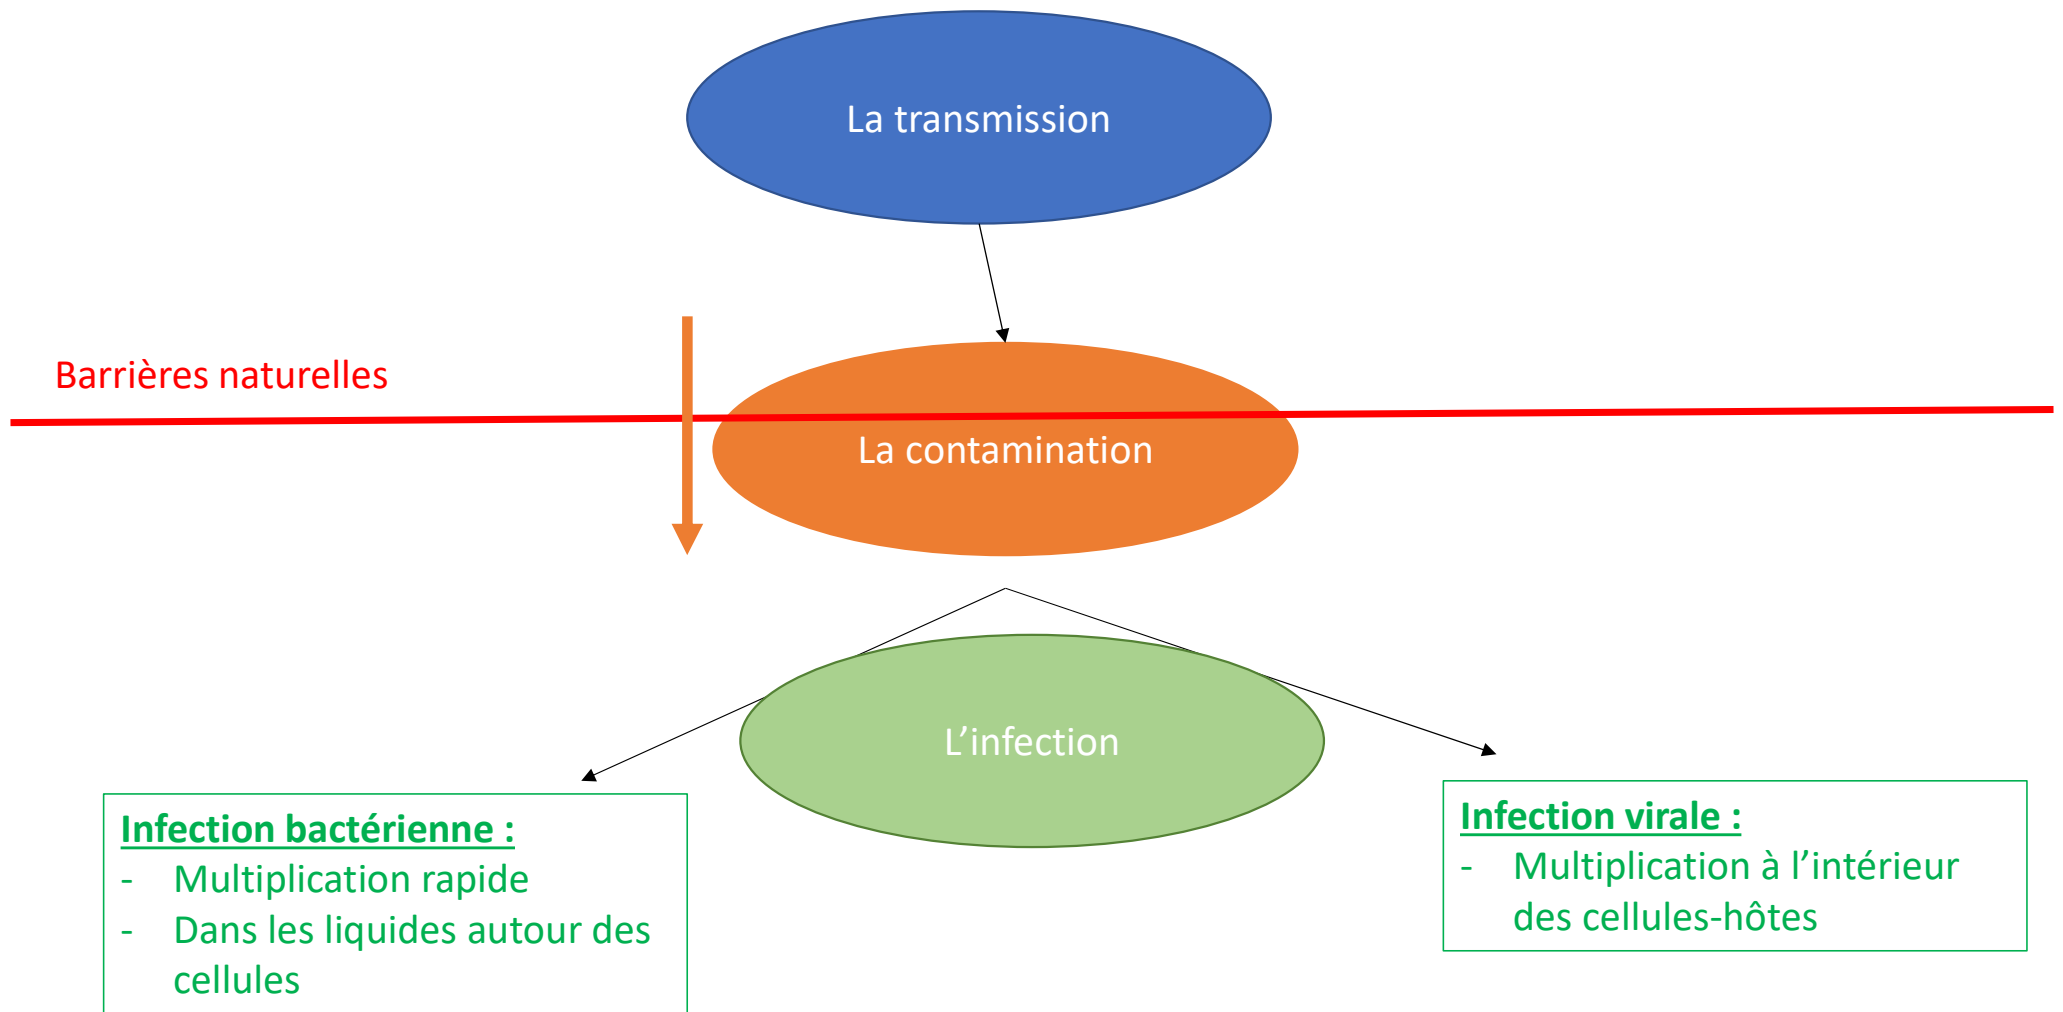 La transmission
Barrières naturelles
La contamination
L’infection
Infection bactérienne :
- Multiplication rapide
- Dans les liquides autour des
cellules
Infection virale :
- Multiplication à l’intérieur
des cellules-hôtes